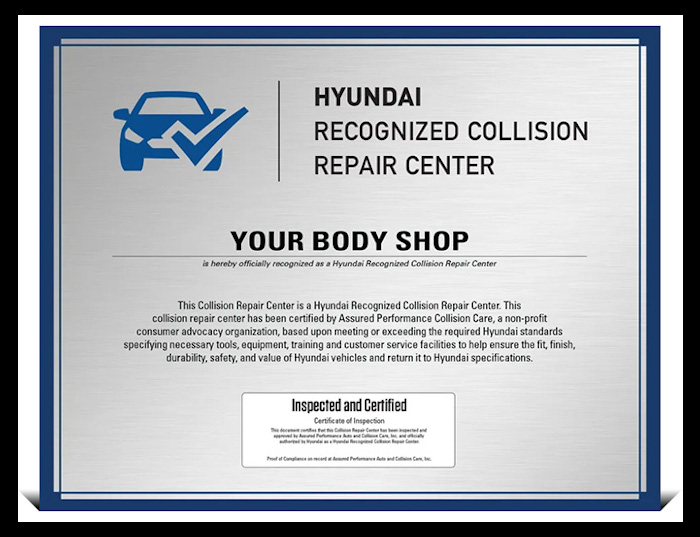 HYUNDAI
RECOGNIZED COLLISION
REPAIR CENTER
YOUR BODY SHOP
is hereby officially recognized as a Hyundai Recognized Collision Repair Center
This Collision Repair Center is a Hyundai Recognized Collision Repair Center. This
collision repair center has been certified by Assured Performance Collision Care, a non-profit
consumer advocacy organization, based upon meeting or exceeding the required Hyundai standards
specifying necessary tools, equipment, training and customer service facilities to help ensure the fit, finish,
durability, safety, and value of Hyundai vehicles and return it to Hyundai specifications.
Inspected and Certified
Certificate of Inspection
This document certifies that this Collision Repair Center has been inspected and
approved by Assured Performance Auto and Collision Care, Inc. and officially
authorized by Hyundai as a Hyundai Recognized Collision Repair Center.
Proof of Compliance on record at Assured Performance Auto and Collision Care, Inc.